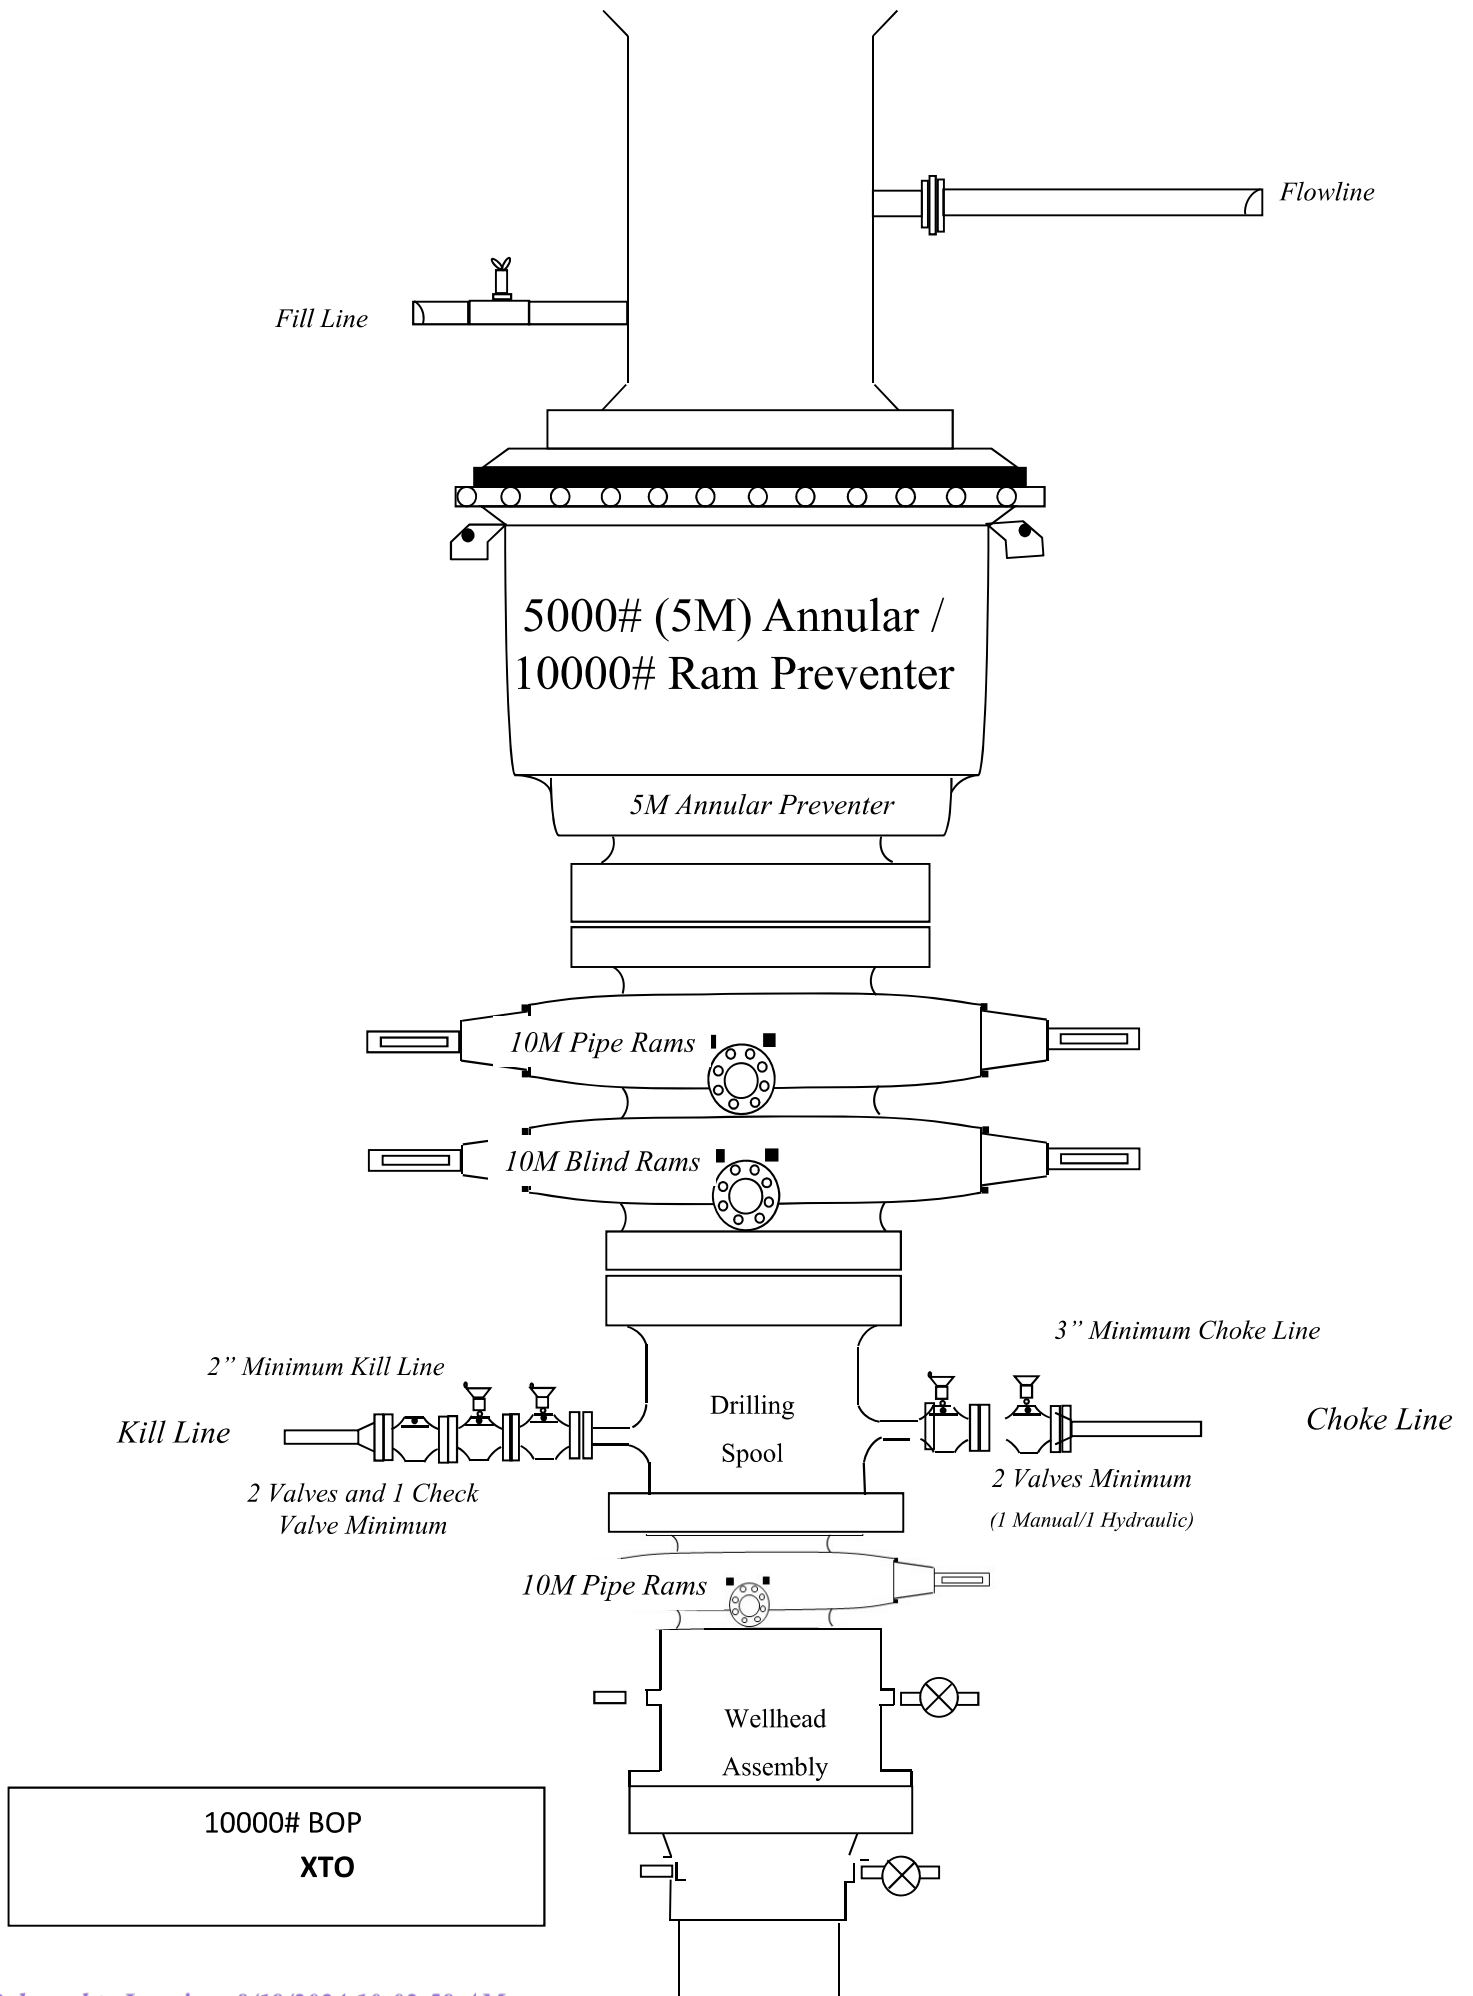 Flowline
Fill Line
5000# (5M) Annular /
10000# Ram Preventer
5M Annular Preventer
10M Pipe Rams
10M Blind Rams
3” Minimum Choke Line
2” Minimum Kill Line
Drilling
Spool
Kill Line
Choke Line
2 Valves and 1 Check
Valve Minimum
2 Valves Minimum
(1 Manual/1 Hydraulic)
10M Pipe Rams
Wellhead
Assembly
10000# BOP
XTO